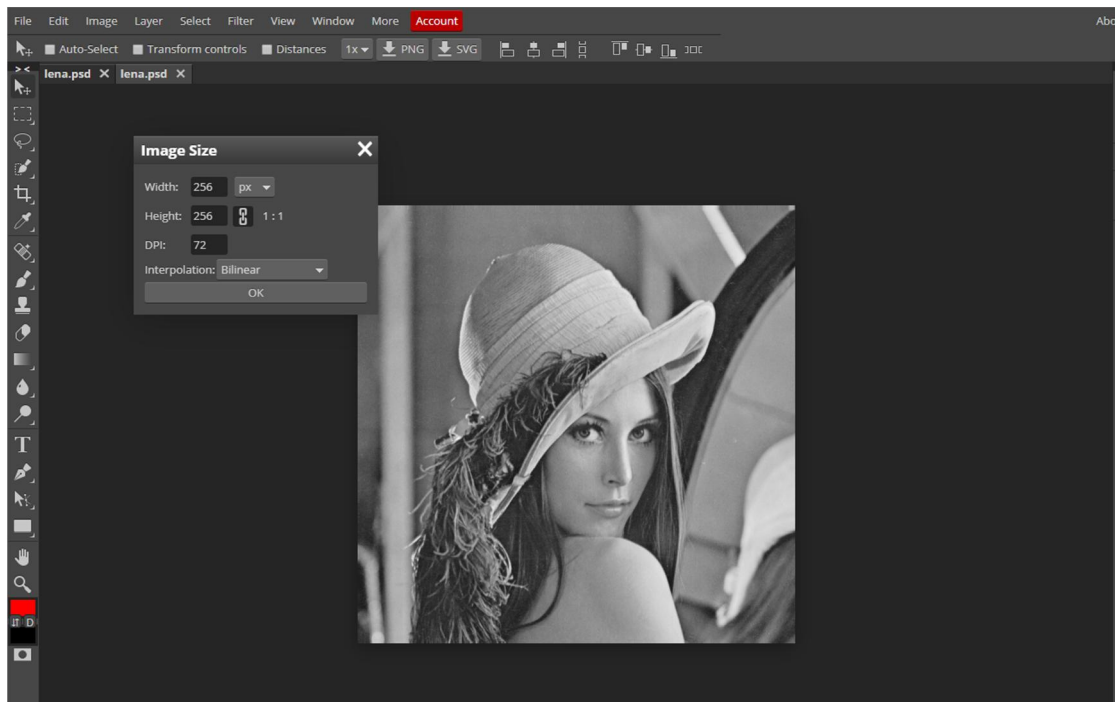 File Edit Image Layer Select Filter View Window More Account
Auto-Select Transform controls Distances 1x PNG SVG
lena.psd lena.psd
Image Size
Width: 256 px
Height: 256 1 : 1
DPI: 72
Interpolation: Bilinear
OK
T
D